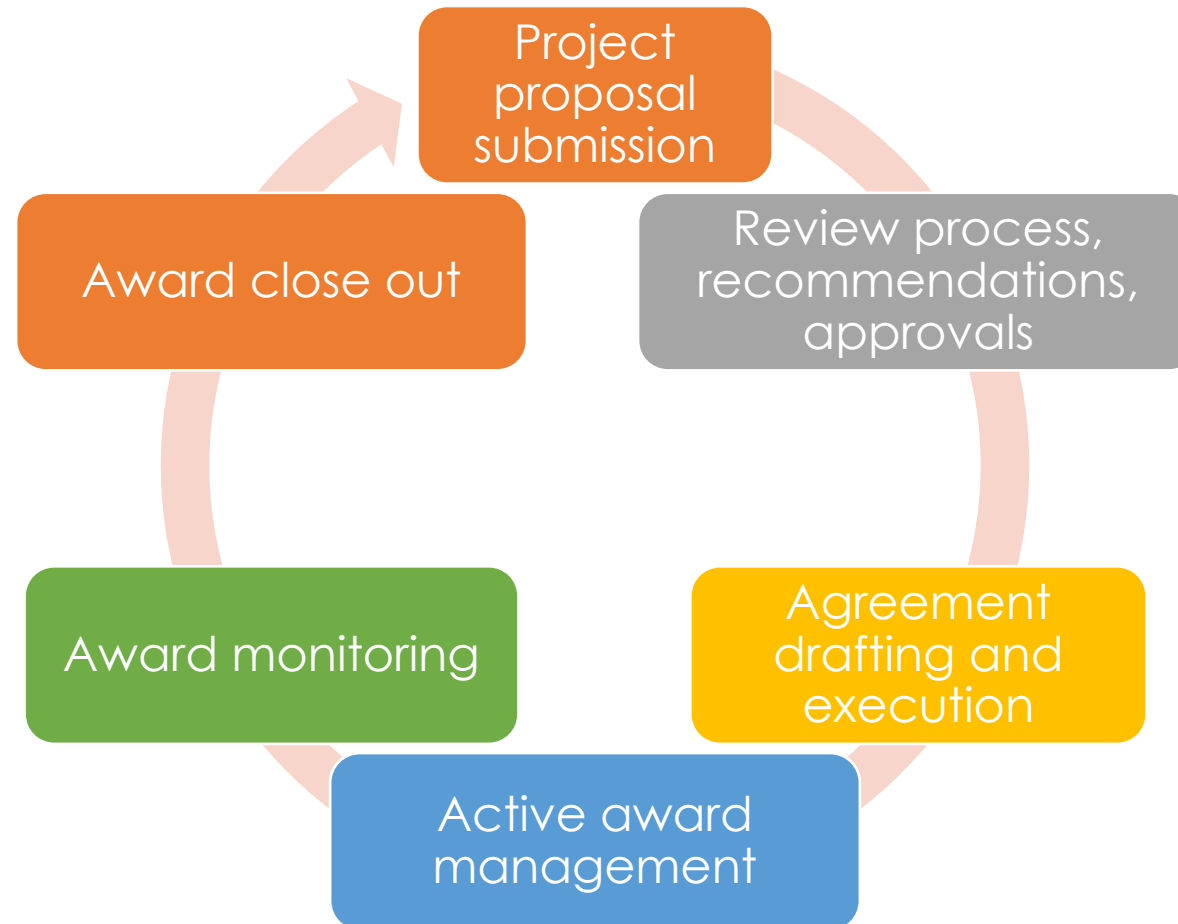 Project
proposal
submission
Review process,
recommendations,
approvals
Agreement
drafting and
execution
Active award
management
Award monitoring
Award close out